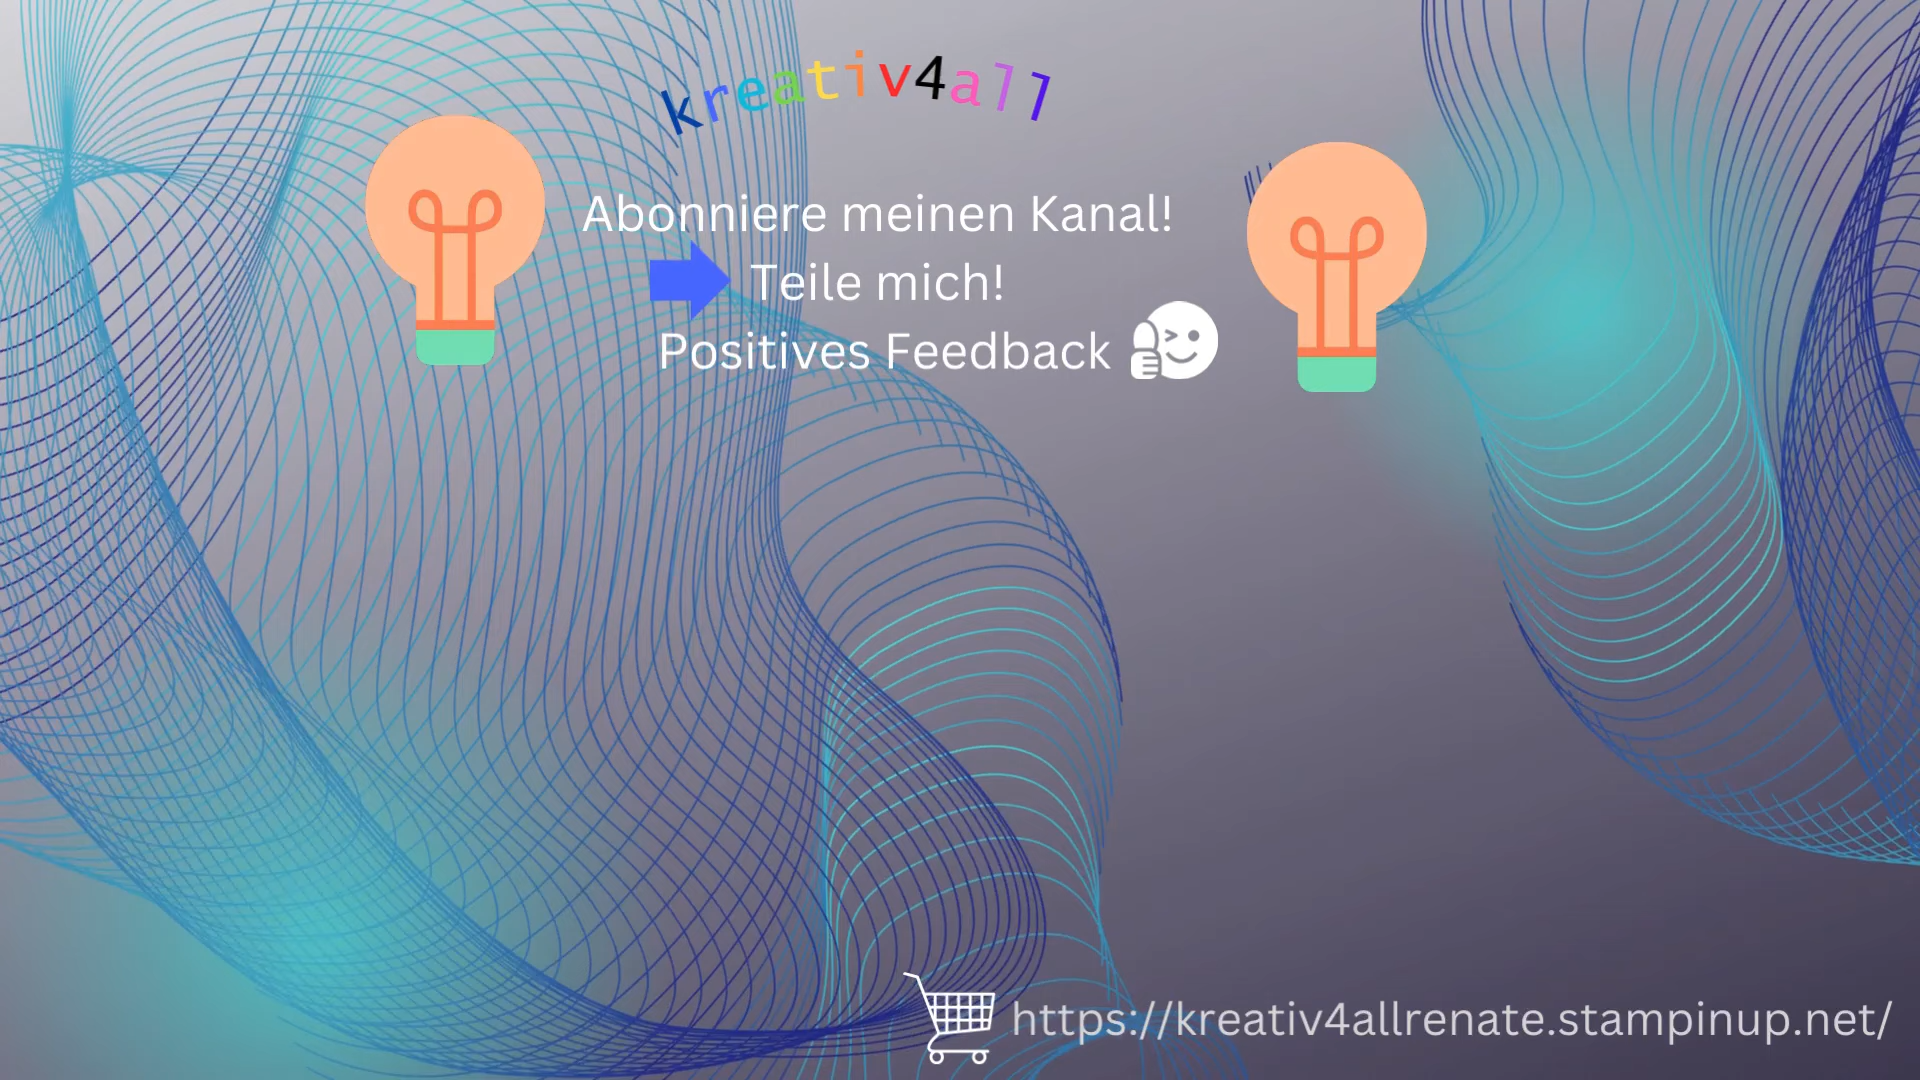 kreativ4all
Abonniere meinen Kanal!
Teile mich!
Positives Feedback
https://kreativ4allrenate.stampinup.net/